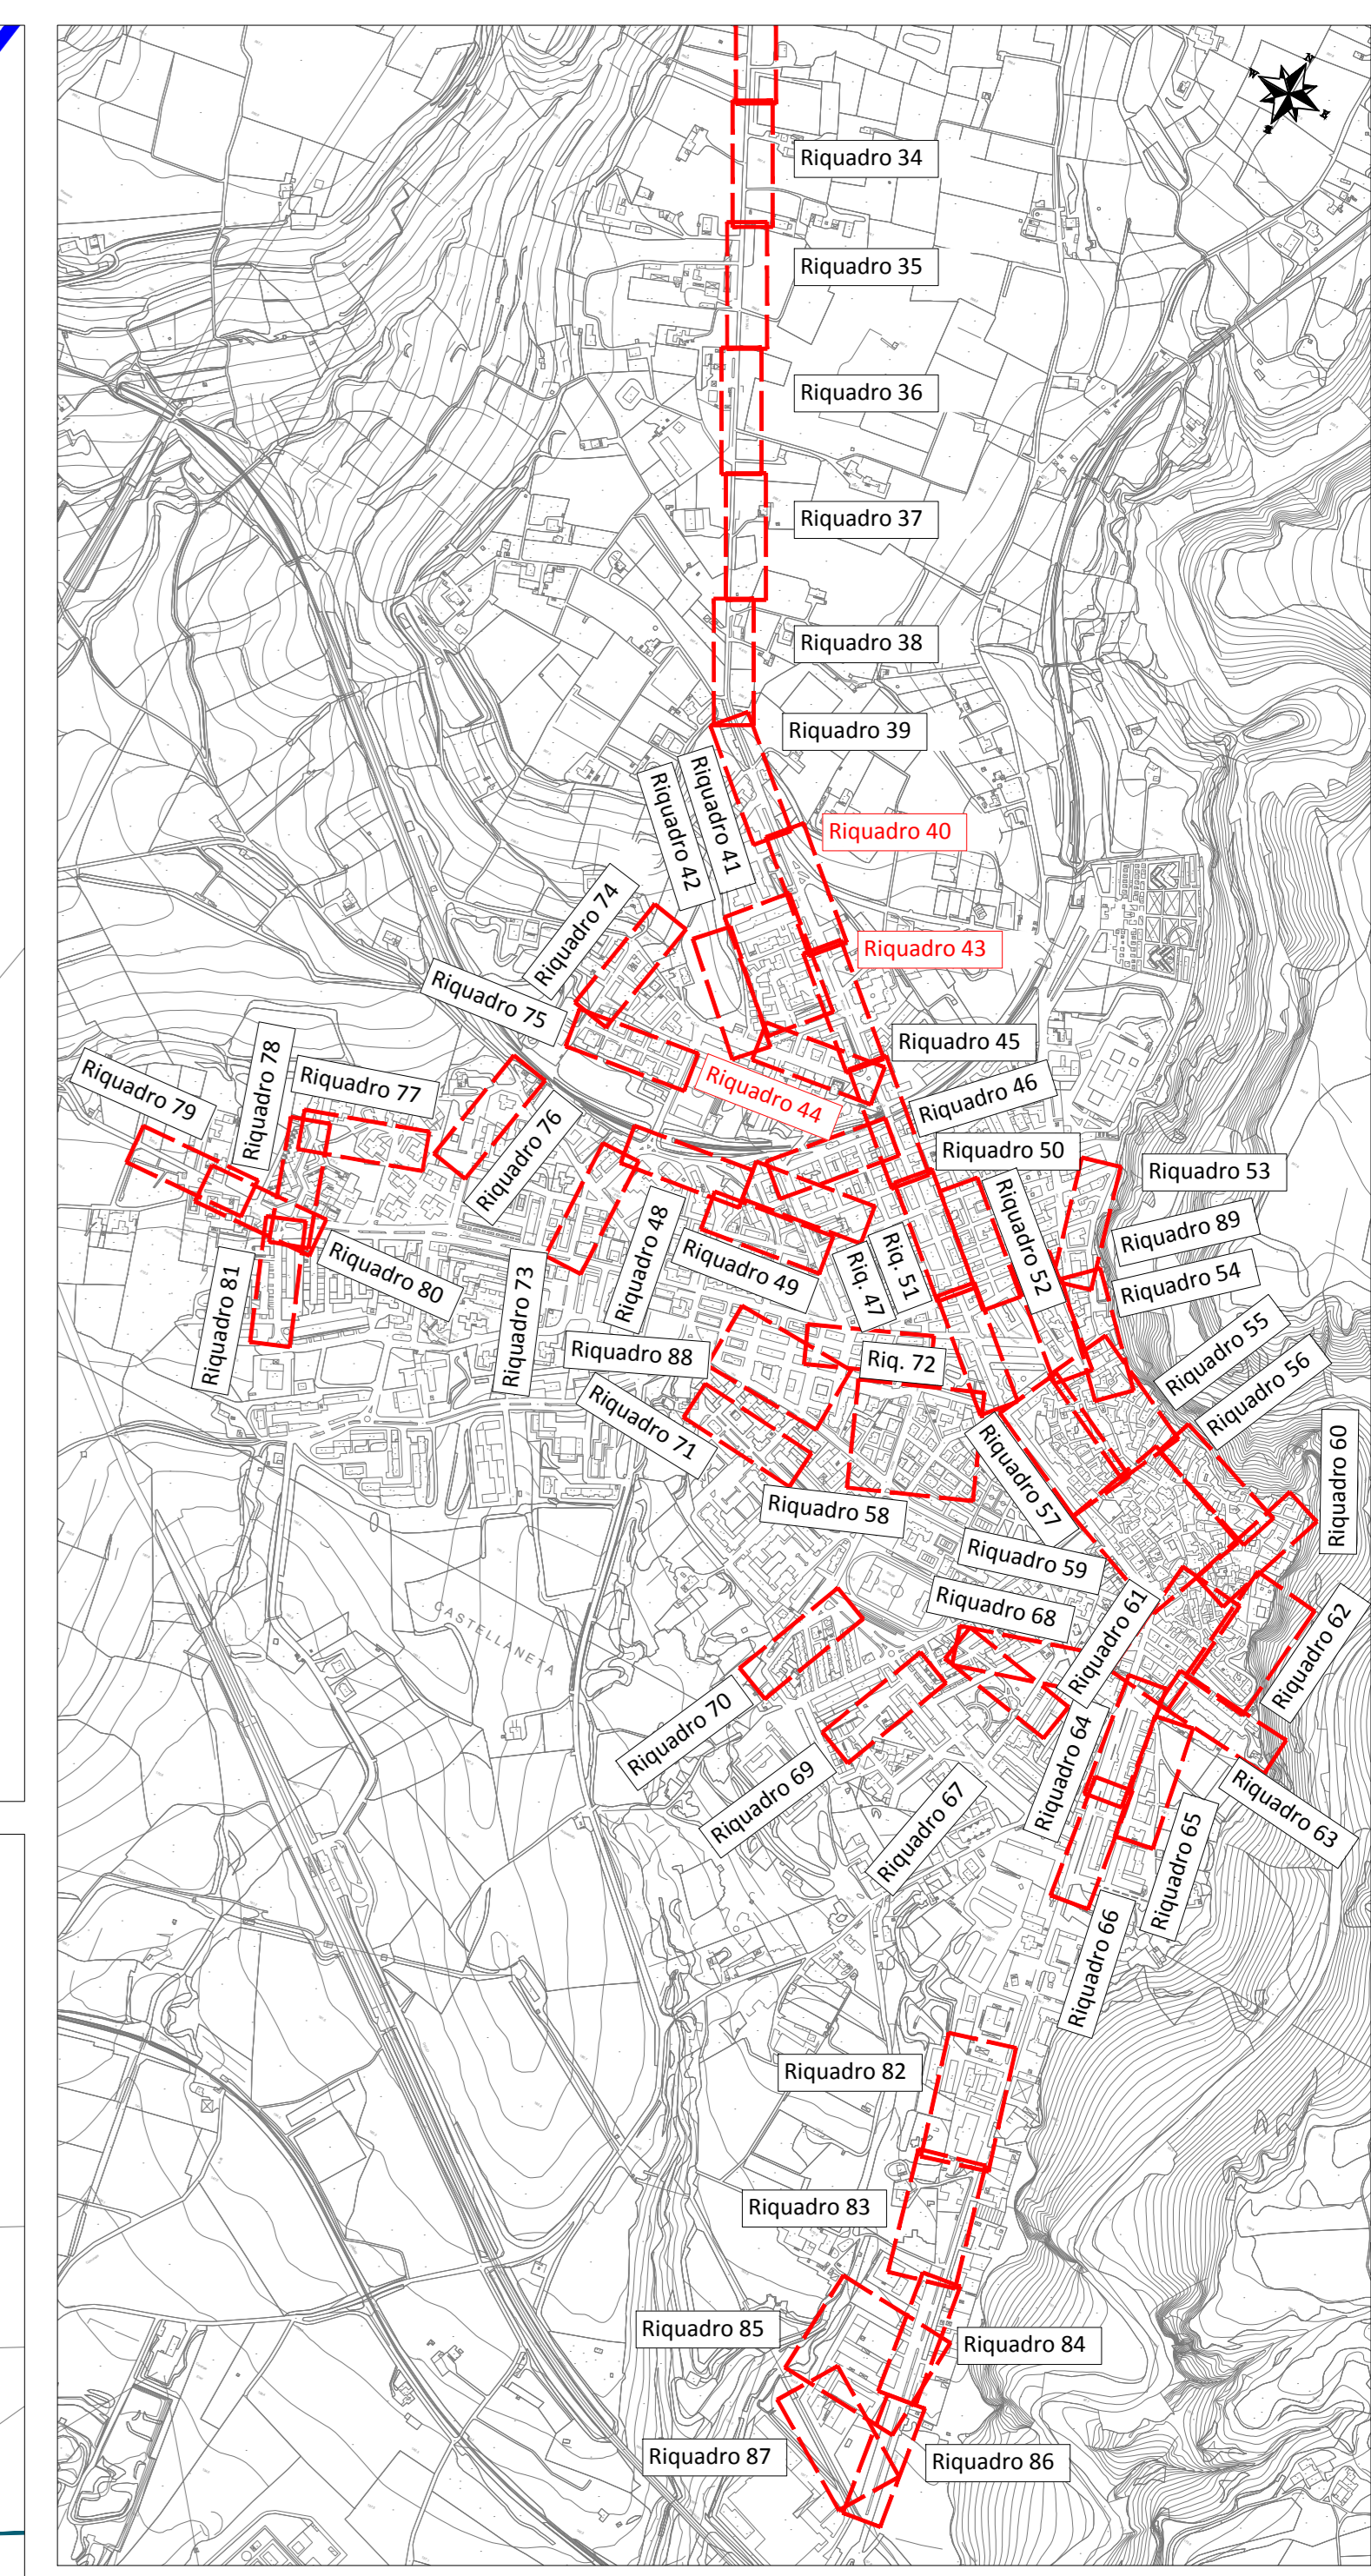 N
W
E
S
Riquadro 34
Riquadro 35
Riquadro 36
Riquadro 37
Riquadro 38
Riquadro 39
Riquadro 41
Riquadro 42
Riquadro 40
Riquadro 43
Riquadro 74
Riquadro 75
Riquadro 45
Riquadro 44
Riquadro 46
Riquadro 78
Riquadro 77
Riquadro 79
Riquadro 76
Riquadro 50
Riquadro 53
Riquadro 52
Riquadro 89
Riquadro 54
Riquadro 48
Riquadro 49
Riq. 47
Riq. 51
Riquadro 80
Riquadro 81
Riquadro 73
Riquadro 55
Riquadro 56
Riquadro 88
Riq. 72
Riquadro 71
Riquadro 57
Riquadro 60
Riquadro 58
Riquadro 59
Riquadro 68
Riquadro 61
Riquadro 62
CASTELLANETA
Riquadro 70
Riquadro 69
Riquadro 67
Riquadro 64
Riquadro 63
Riquadro 65
Riquadro 66
Riquadro 82
Riquadro 83
Riquadro 85
Riquadro 84
Riquadro 87
Riquadro 86